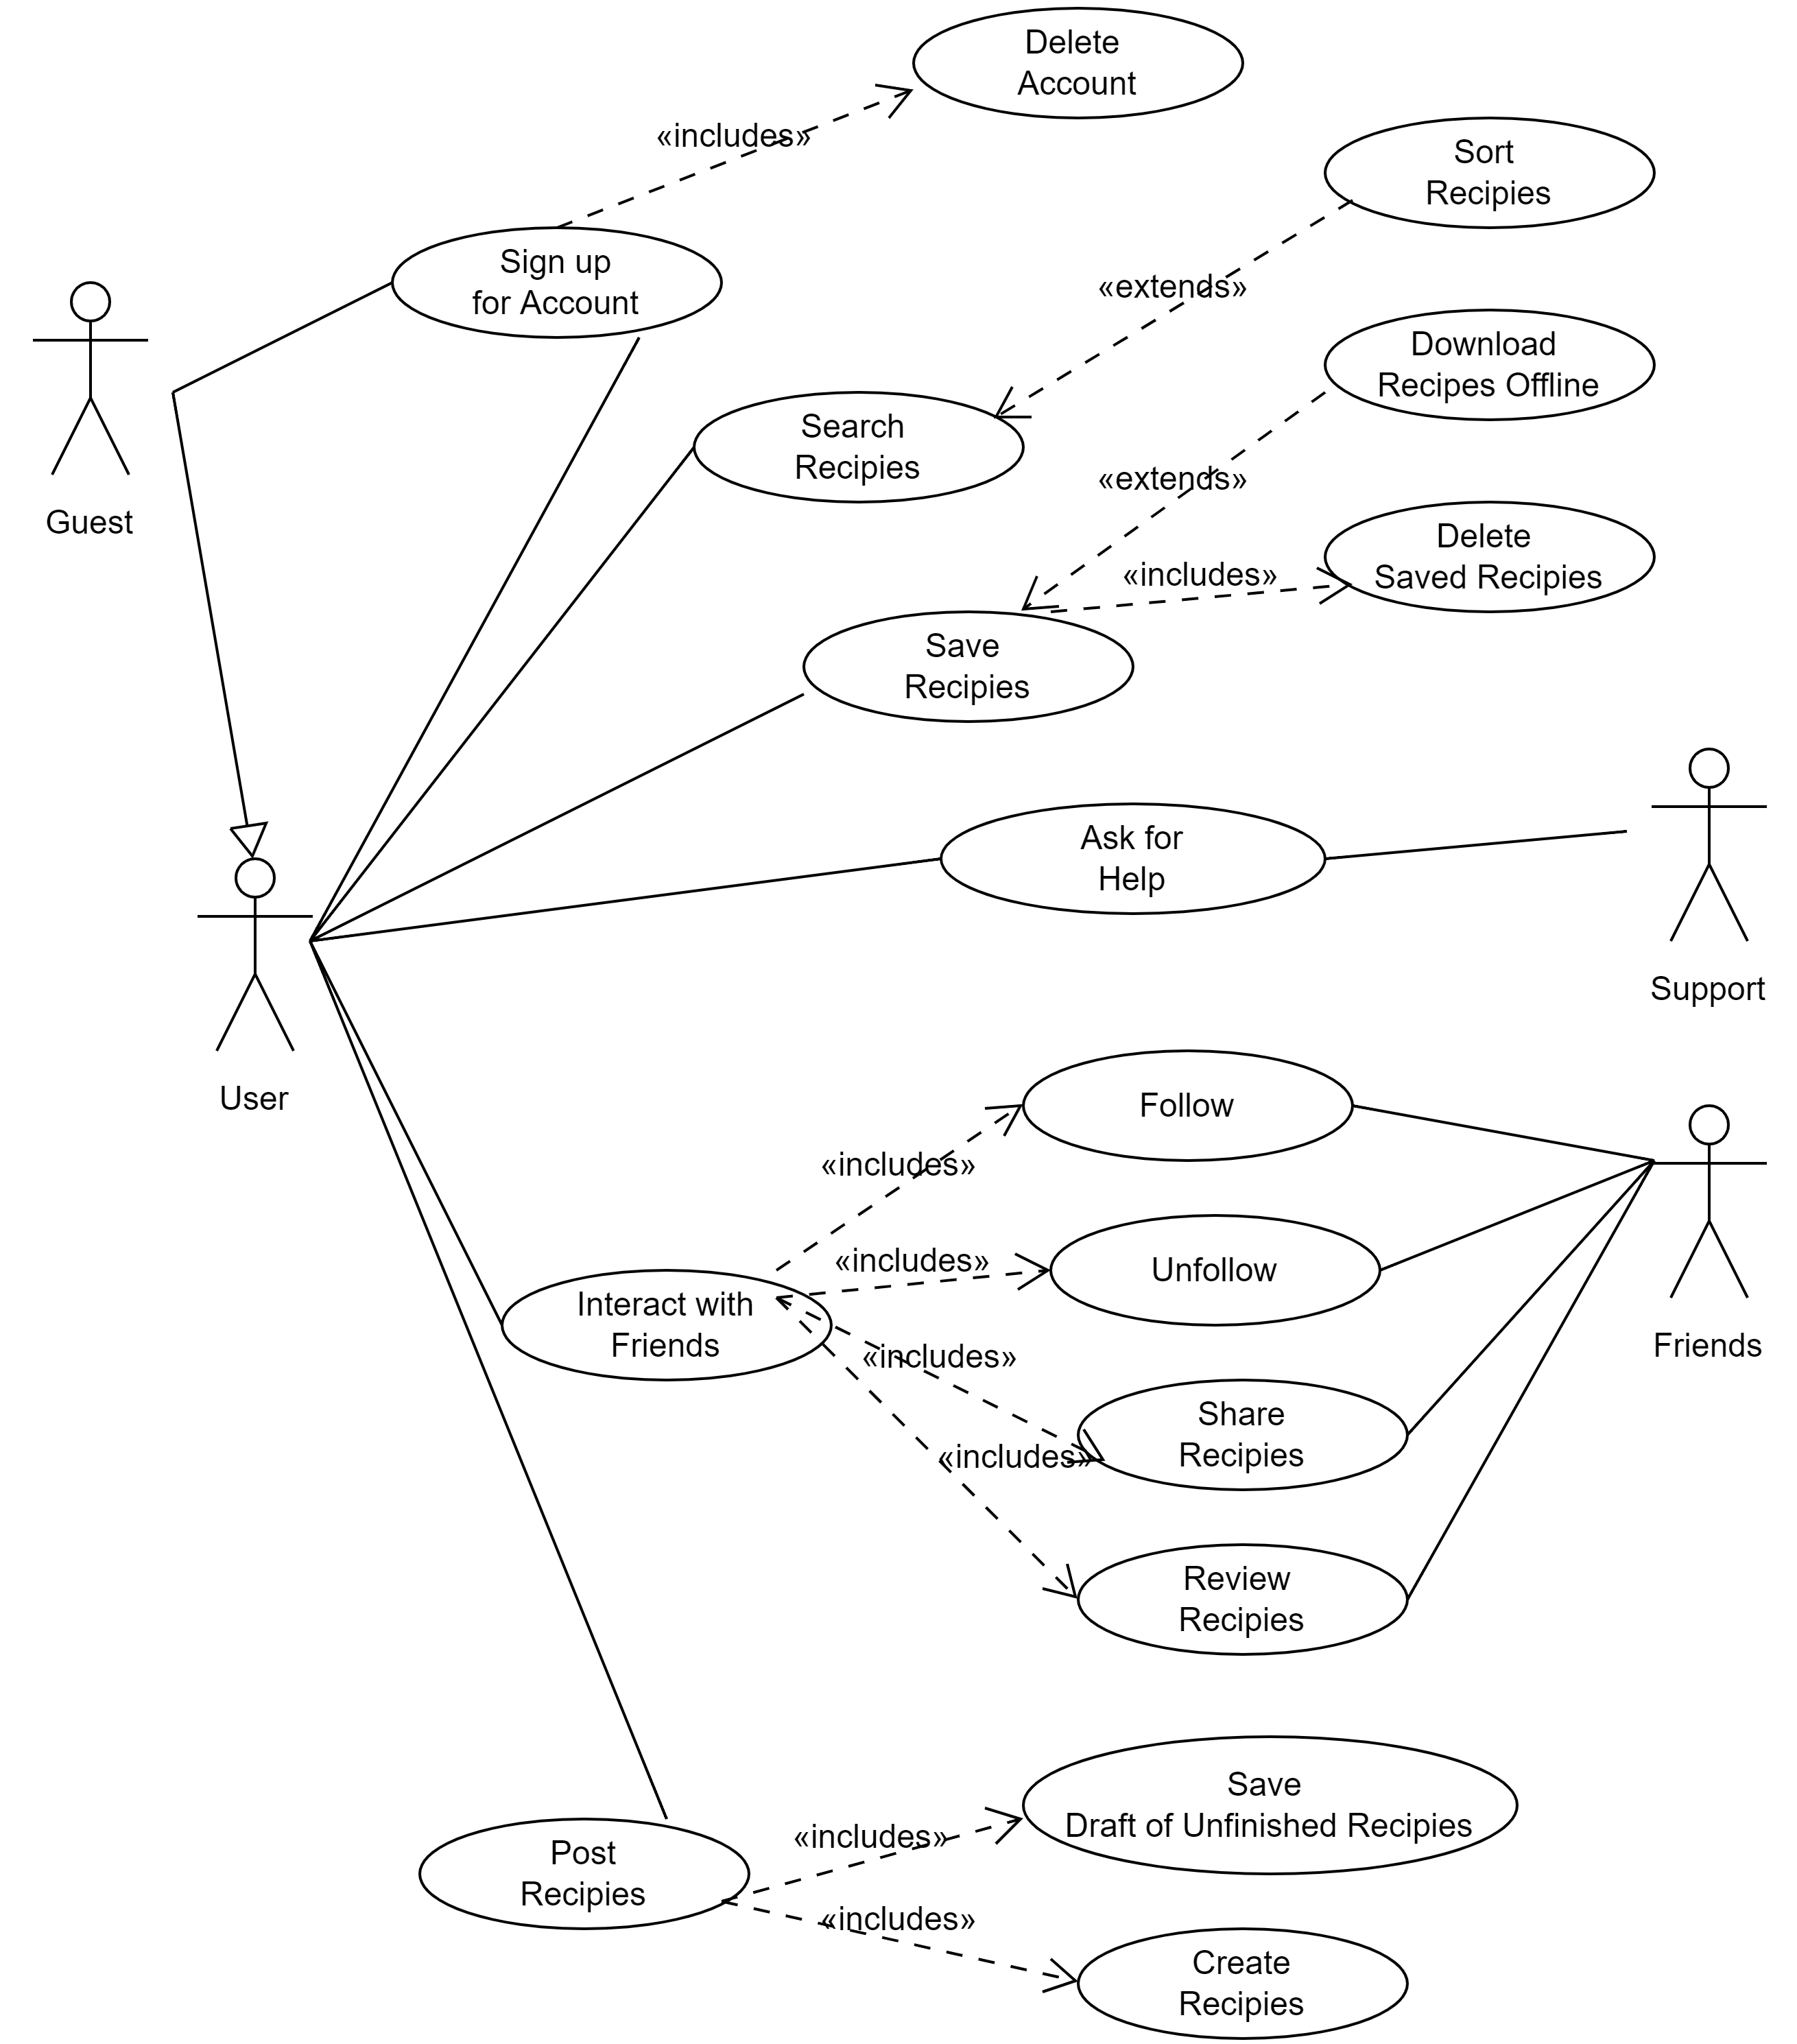 Delete
Account
«includes»
Sort
Recipies
Sign up
for Account
«extends»
Download
Recipes Offline
Search
Recipies
«extends»
Guest
Delete
Saved Recipies
«includes»
Save
Recipies
Ask for
Help
Support
User
Follow
«includes»
Unfollow
«includes»
Interact with
Friends
Friends
«includes»
Share
Recipies
«includes»
Review
Recipies
Save
Draft of Unfinished Recipies
«includes»
Post
Recipies
«includes»
Create
Recipies